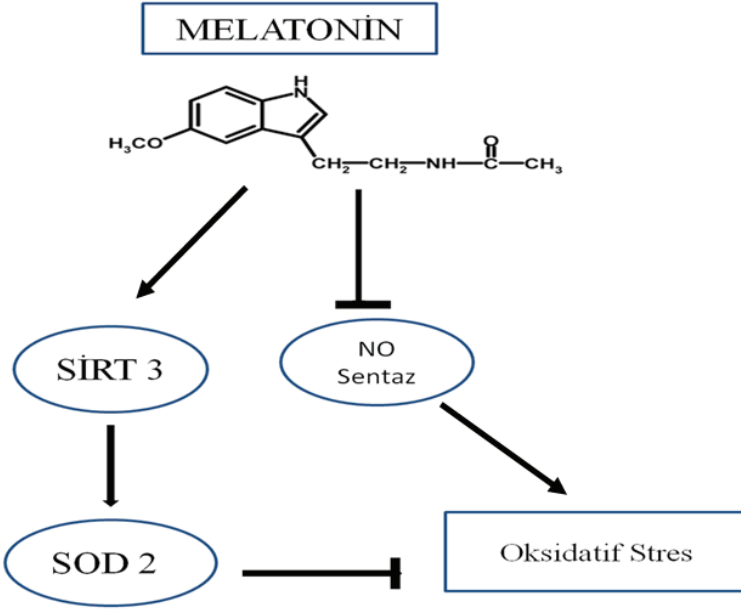 MELATONİN
H
N
H₃CO
O
CH₂—CH₂—NH—C—CH₃
SİRT 3
NO
Sentaz
SOD 2
Oksidatif Stres